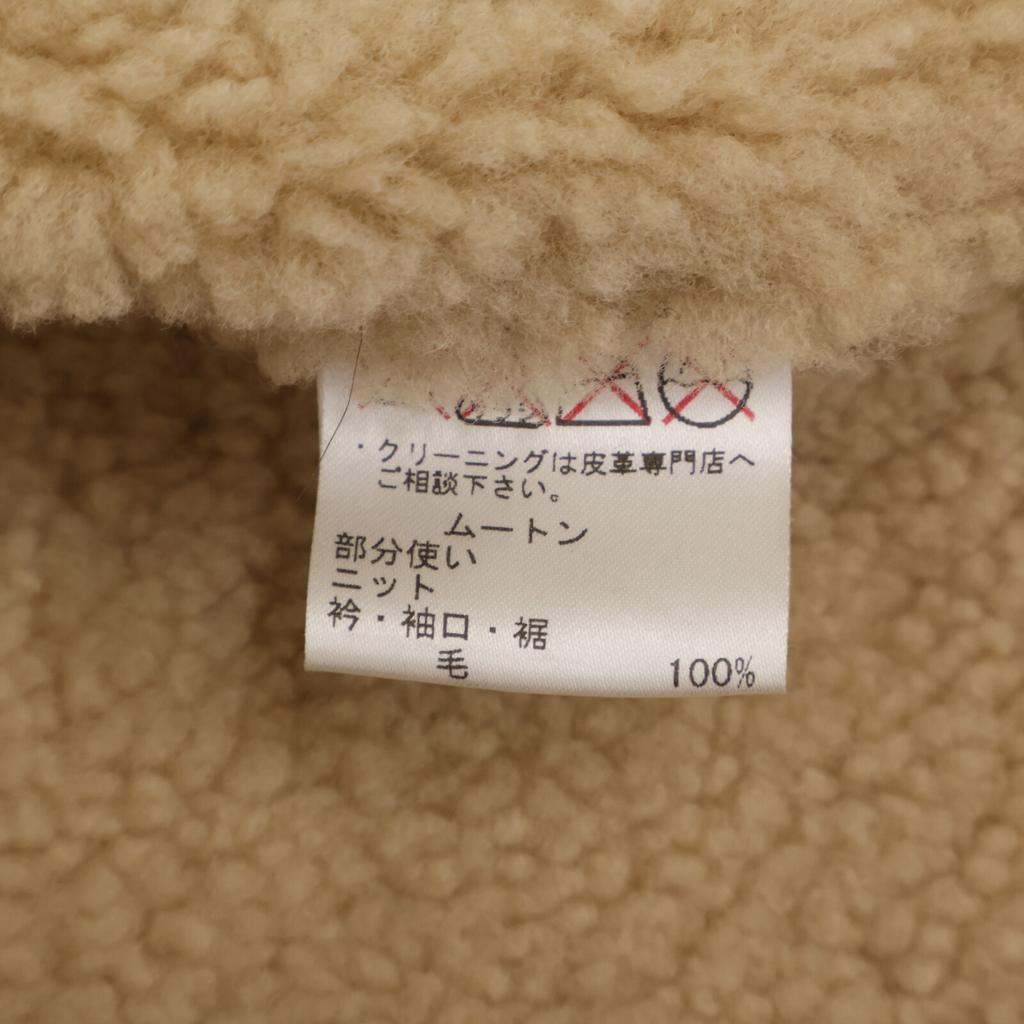 ・クリーニングは皮革専門店へ
ご相談下さい。
ムートン
部分使い
ニット
衿・袖口・裾
毛 100%